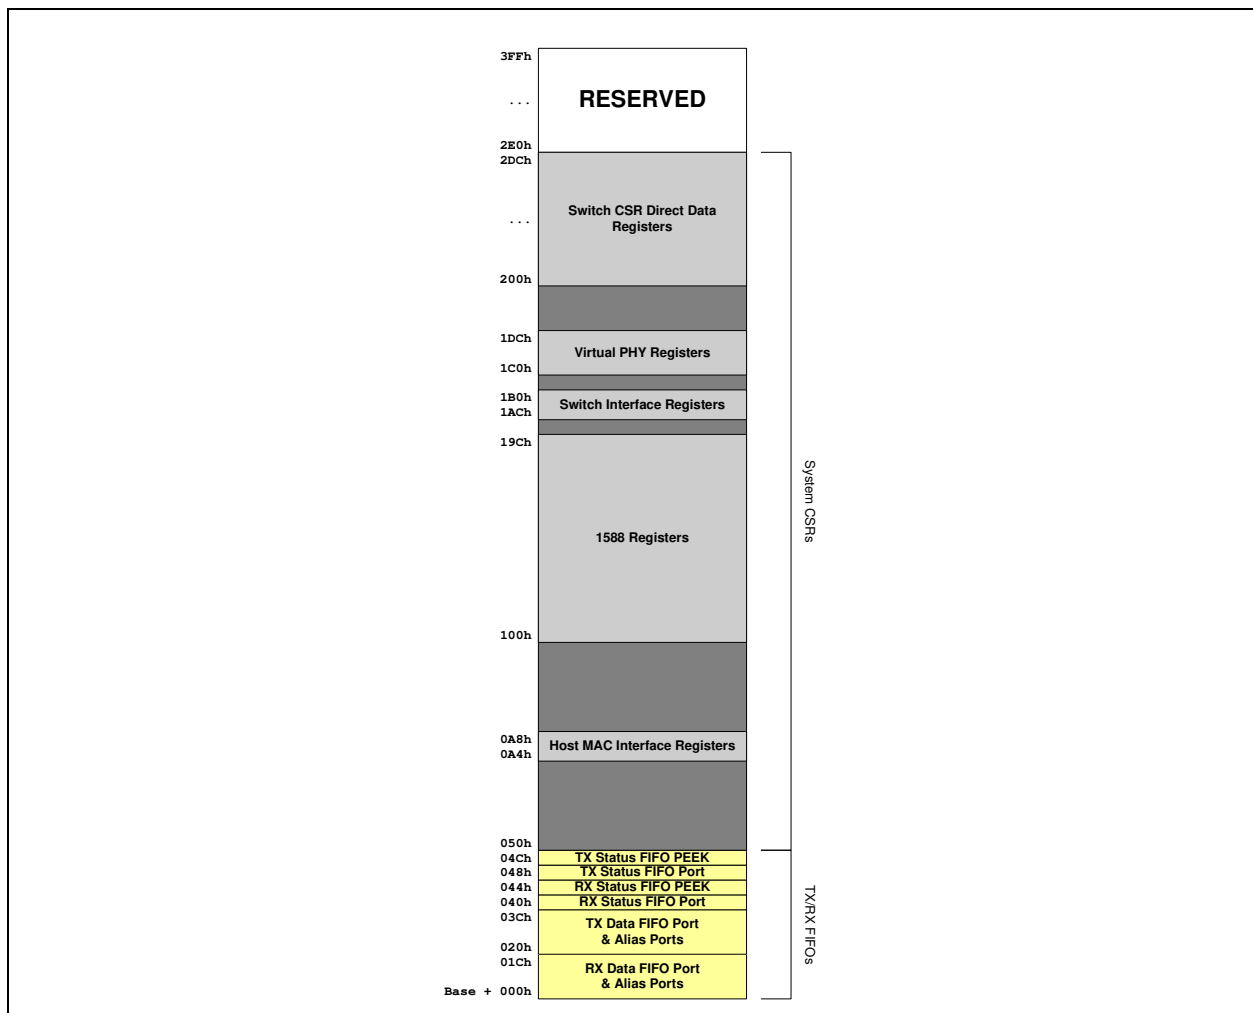 3FFh
RESERVED
...
2E0h
2DCh
Switch CSR Direct Data
Registers
...
200h
1DCh
Virtual PHY Registers
1C0h
1B0h
Switch Interface Registers
1ACh
19Ch
System CSRs
1588 Registers
100h
0A8h
Host MAC Interface Registers
0A4h
050h
04Ch
TX Status FIFO PEEK
048h
TX Status FIFO Port
044h
RX Status FIFO PEEK
040h
RX Status FIFO Port
03Ch
TX Data FIFO Port
& Alias Ports
020h
TX/RX FIFOs
01Ch
RX Data FIFO Port
& Alias Ports
Base + 000h